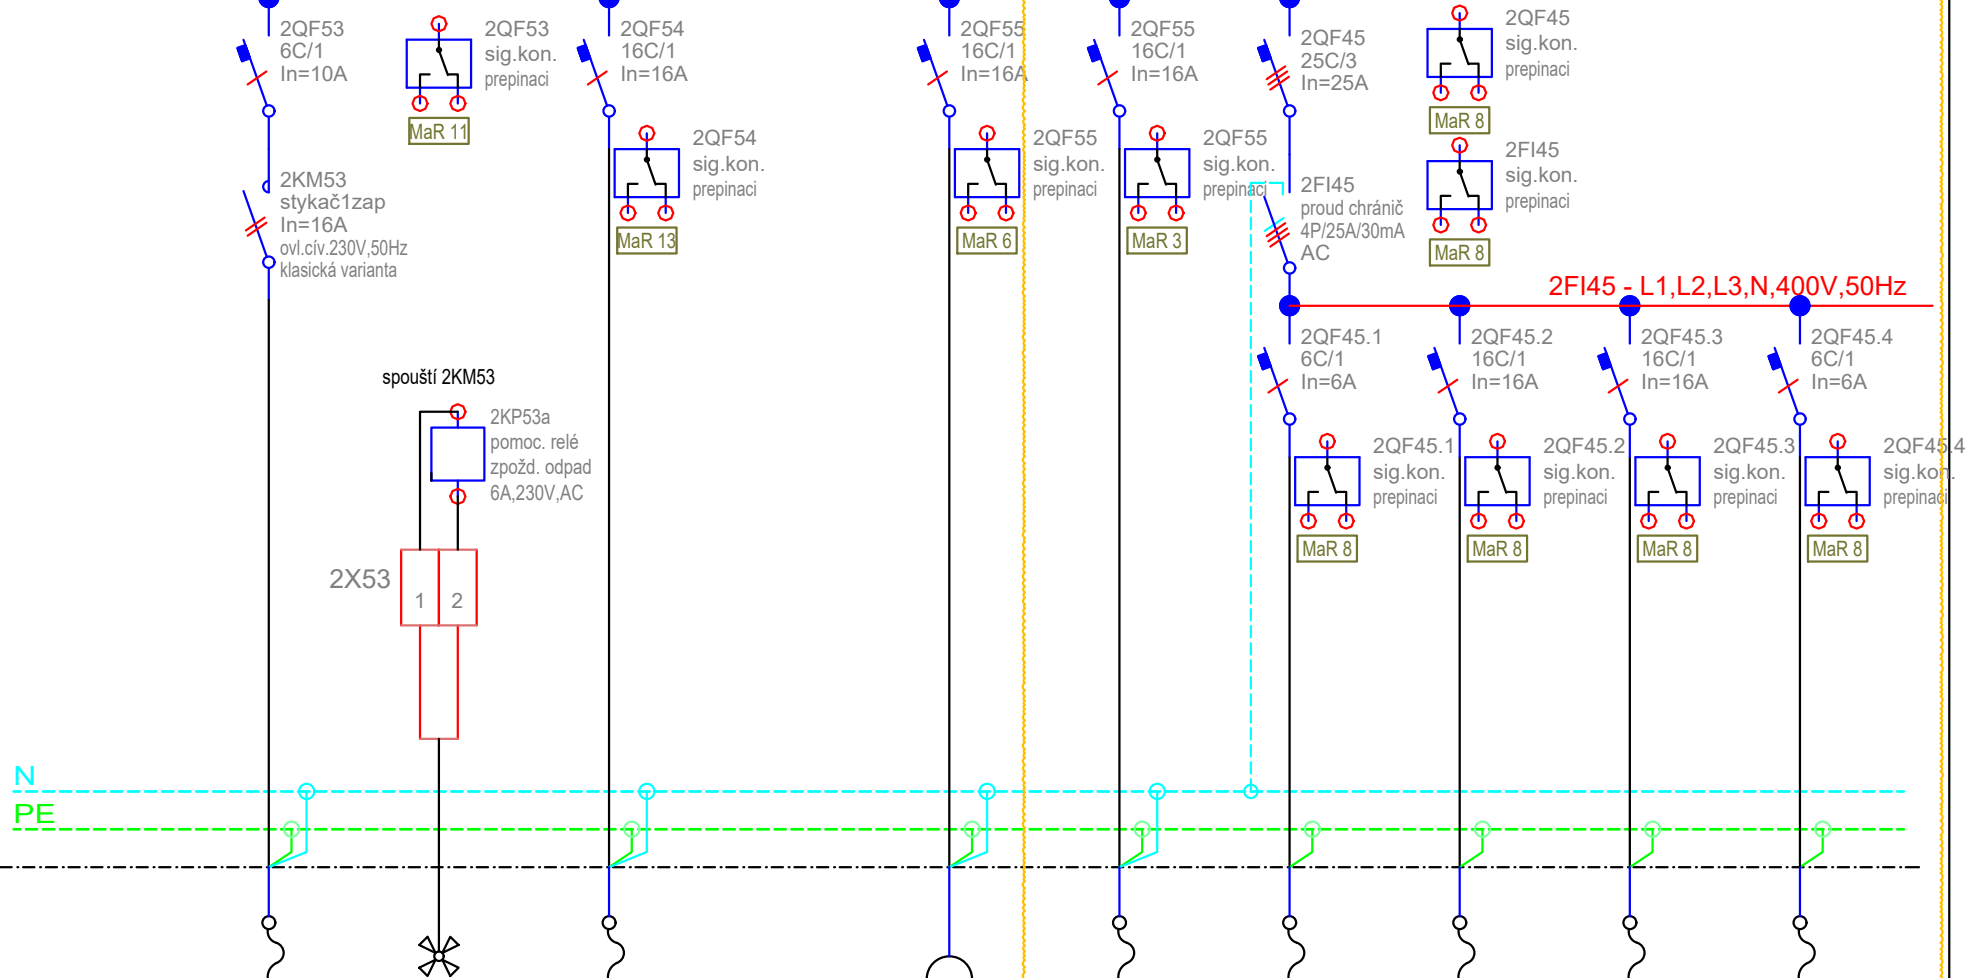 2QF53
6C/1
In=10A
2QF53
sig.kon.
prepinaci
MaR 11
2QF54
16C/1
In=16A
2QF54
sig.kon.
prepinaci
MaR 13
2QF55
16C/1
In=16A
2QF55
sig.kon.
prepinaci
MaR 6
2QF55
16C/1
In=16A
2QF55
sig.kon.
prepinaci
MaR 3
2QF45
25C/3
In=25A
2QF45
sig.kon.
prepinaci
MaR 8
2FI45
sig.kon.
prepinaci
MaR 8
2KM53
stykač1zap
In=16A
ovl.cív.230V,50Hz
klasická varianta
2FI45
proud chránič
4P/25A/30mA
AC
2FI45 - L1,L2,L3,N,400V,50Hz
2QF45.1
6C/1
In=6A
2QF45.2
16C/1
In=16A
2QF45.3
16C/1
In=16A
2QF45.4
6C/1
In=6A
spouští 2KM53
2KP53a
pomoc. relé
zpožd. odpad
6A,230V,AC
2QF45.1
sig.kon.
prepinaci
MaR 8
2QF45.2
sig.kon.
prepinaci
MaR 8
2QF45.3
sig.kon.
prepinaci
MaR 8
2QF45.4
sig.kon.
prepinaci
MaR 8
2X53
1 2
N
PE